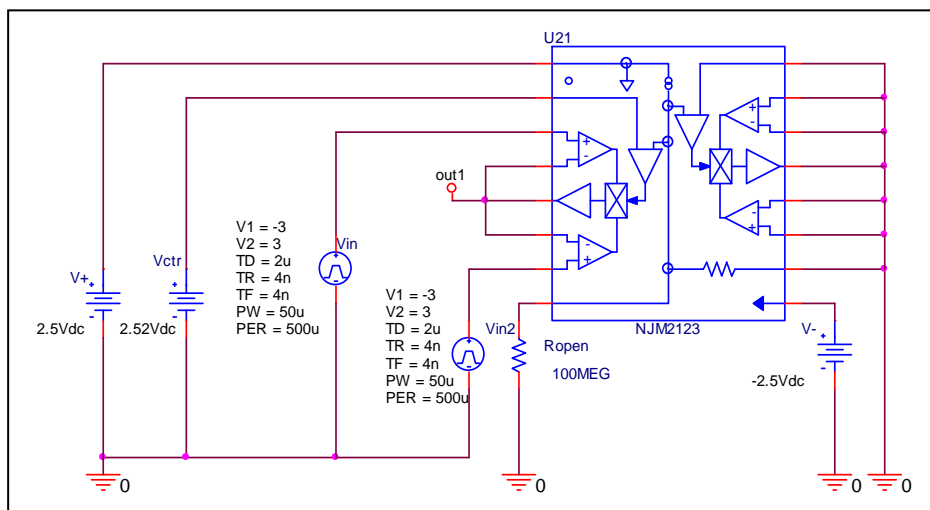 U21
out1
V1 = -3
V2 = 3
TD = 2u
TR = 4n
TF = 4n
PW = 50u
PER = 500u
Vin
V+
2.5Vdc
Vctr
2.52Vdc
V1 = -3
V2 = 3
TD = 2u
TR = 4n
TF = 4n
PW = 50u
PER = 500u
Vin2
Ropen
100MEG
NJM2123
V-
-2.5Vdc
0
0
0
0